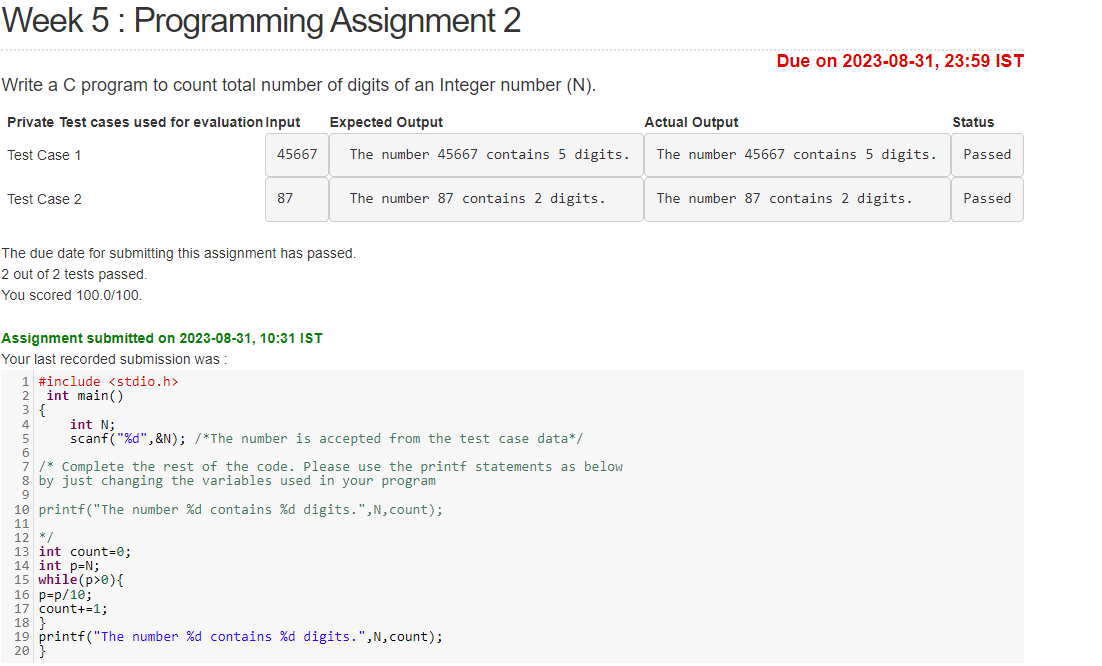 Week 5 : Programming Assignment 2
Due on 2023-08-31, 23:59 IST
Write a C program to count total number of digits of an Integer number (N).
Private Test cases used for evaluation Input Expected Output Actual Output Status
Test Case 1 45667 The number 45667 contains 5 digits. The number 45667 contains 5 digits. Passed
Test Case 2 87 The number 87 contains 2 digits. The number 87 contains 2 digits. Passed
The due date for submitting this assignment has passed.
2 out of 2 tests passed.
You scored 100.0/100.
Assignment submitted on 2023-08-31, 10:31 IST
Your last recorded submission was :
1 #include <stdio.h>
2 int main()
3 {
4 int N;
5 scanf("%d",&N); /*The number is accepted from the test case data*/
6
7 /* Complete the rest of the code. Please use the printf statements as below
8 by just changing the variables used in your program
9
10 printf("The number %d contains %d digits.",N,count);
11
12 */
13 int count=0;
14 int p=N;
15 while(p>0){
16 p=p/10;
17 count+=1;
18 }
19 printf("The number %d contains %d digits.",N,count);
20 }